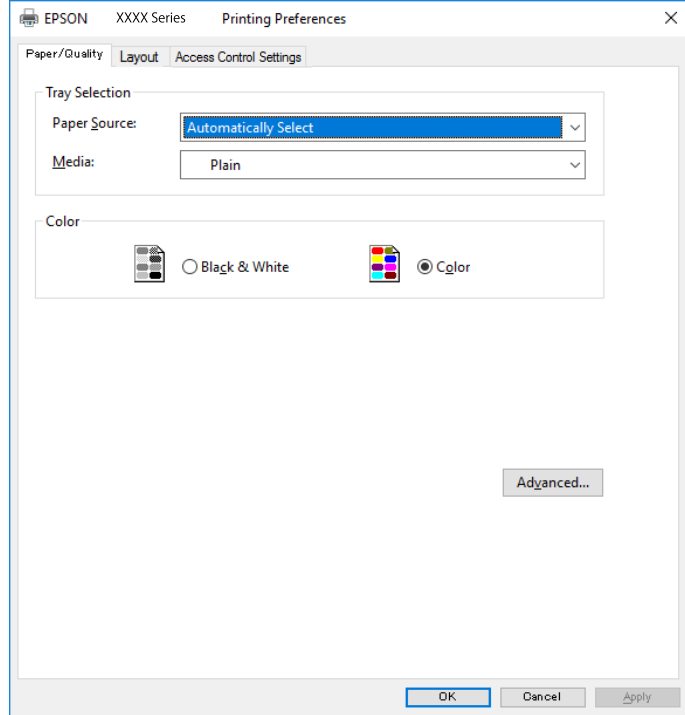 EPSON XXXX Series Printing Preferences
Paper/Quality Layout Access Control Settings
Tray Selection
Paper Source: Automatically Select
Media: Plain
Color
Black & White Color
Advanced...
OK Cancel Apply